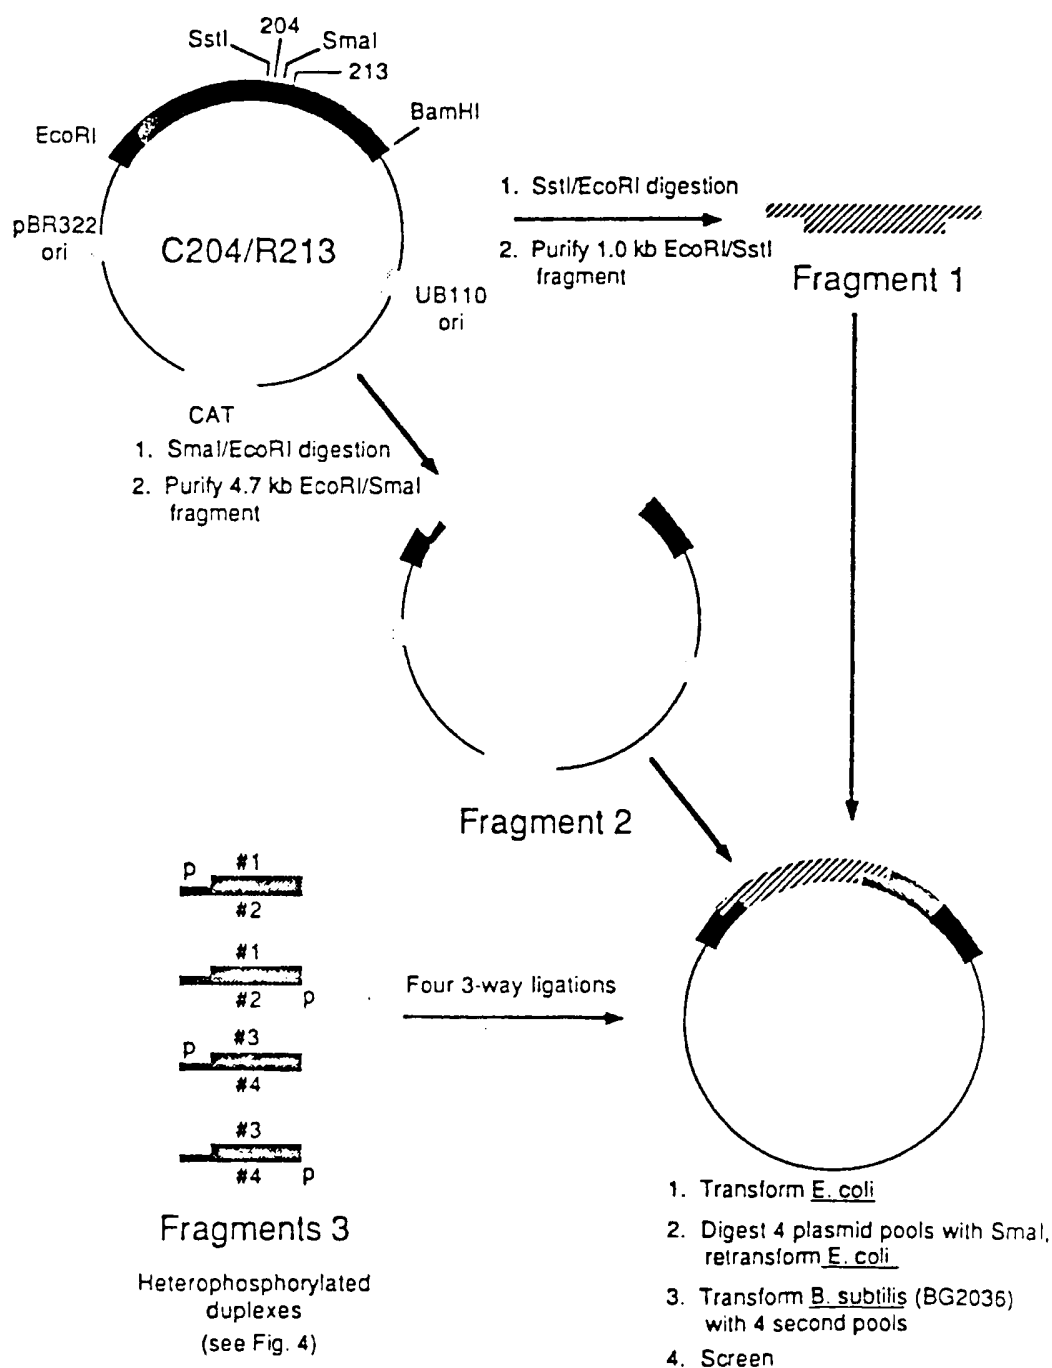 SstI
204
SmaI
213
BamHI
EcoRI
pBR322
ori
C204/R213
UB110
ori
CAT
1. SstI/EcoRI digestion
2. Purify 1.0 kb EcoRI/SstI
fragment
Fragment 1
1. SmaI/EcoRI digestion
2. Purify 4.7 kb EcoRI/SmaI
fragment
Fragment 2
p #1
#2
#1
#2 p
p #3
#4
#3
#4 p
Fragments 3
Heterophosphorylated
duplexes
(see Fig. 4)
Four 3-way ligations
1. Transform E. coli
2. Digest 4 plasmid pools with SmaI,
retransform E. coli
3. Transform B. subtilis (BG2036)
with 4 second pools
4. Screen